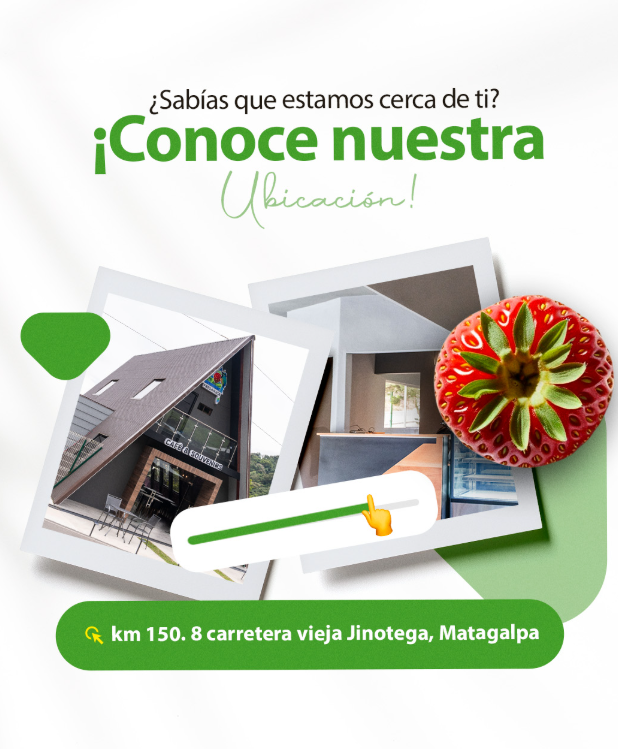 ¿Sabías que estamos cerca de ti?
¡Conoce nuestra
Ubicación!
CAFÉ & SOUVENIRS
km 150. 8 carretera vieja Jinotega, Matagalpa